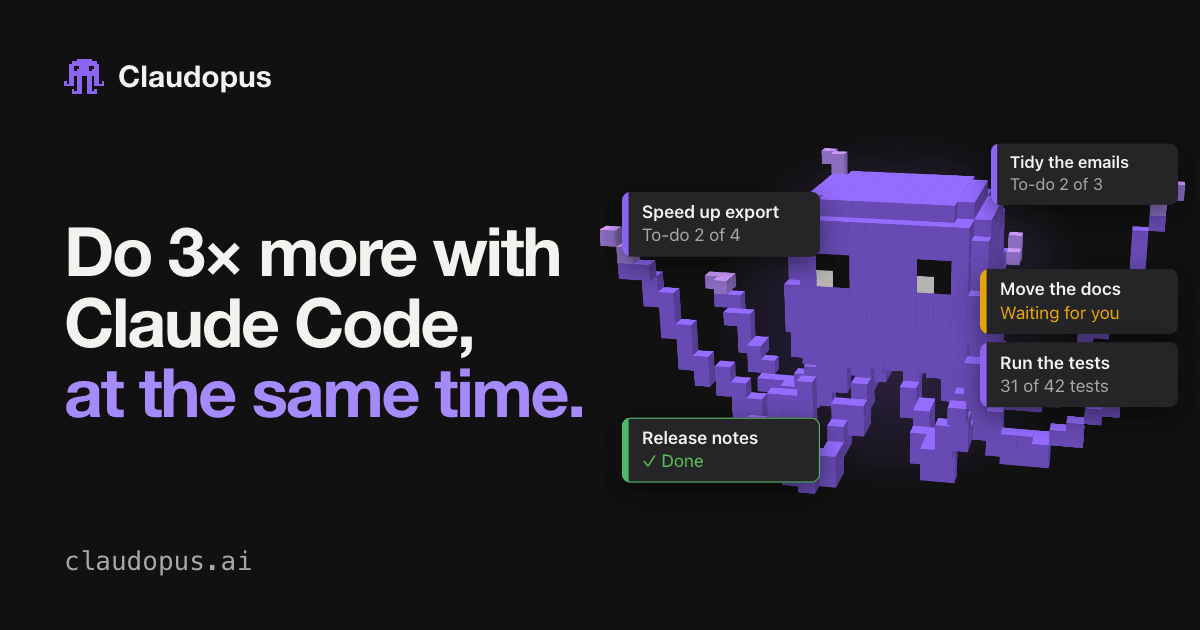 Claudopus
Do 3× more with
Claude Code,
at the same time.
claudopus.ai
Speed up export
To-do 2 of 4
Tidy the emails
To-do 2 of 3
Move the docs
Waiting for you
Run the tests
31 of 42 tests
Release notes
✓ Done